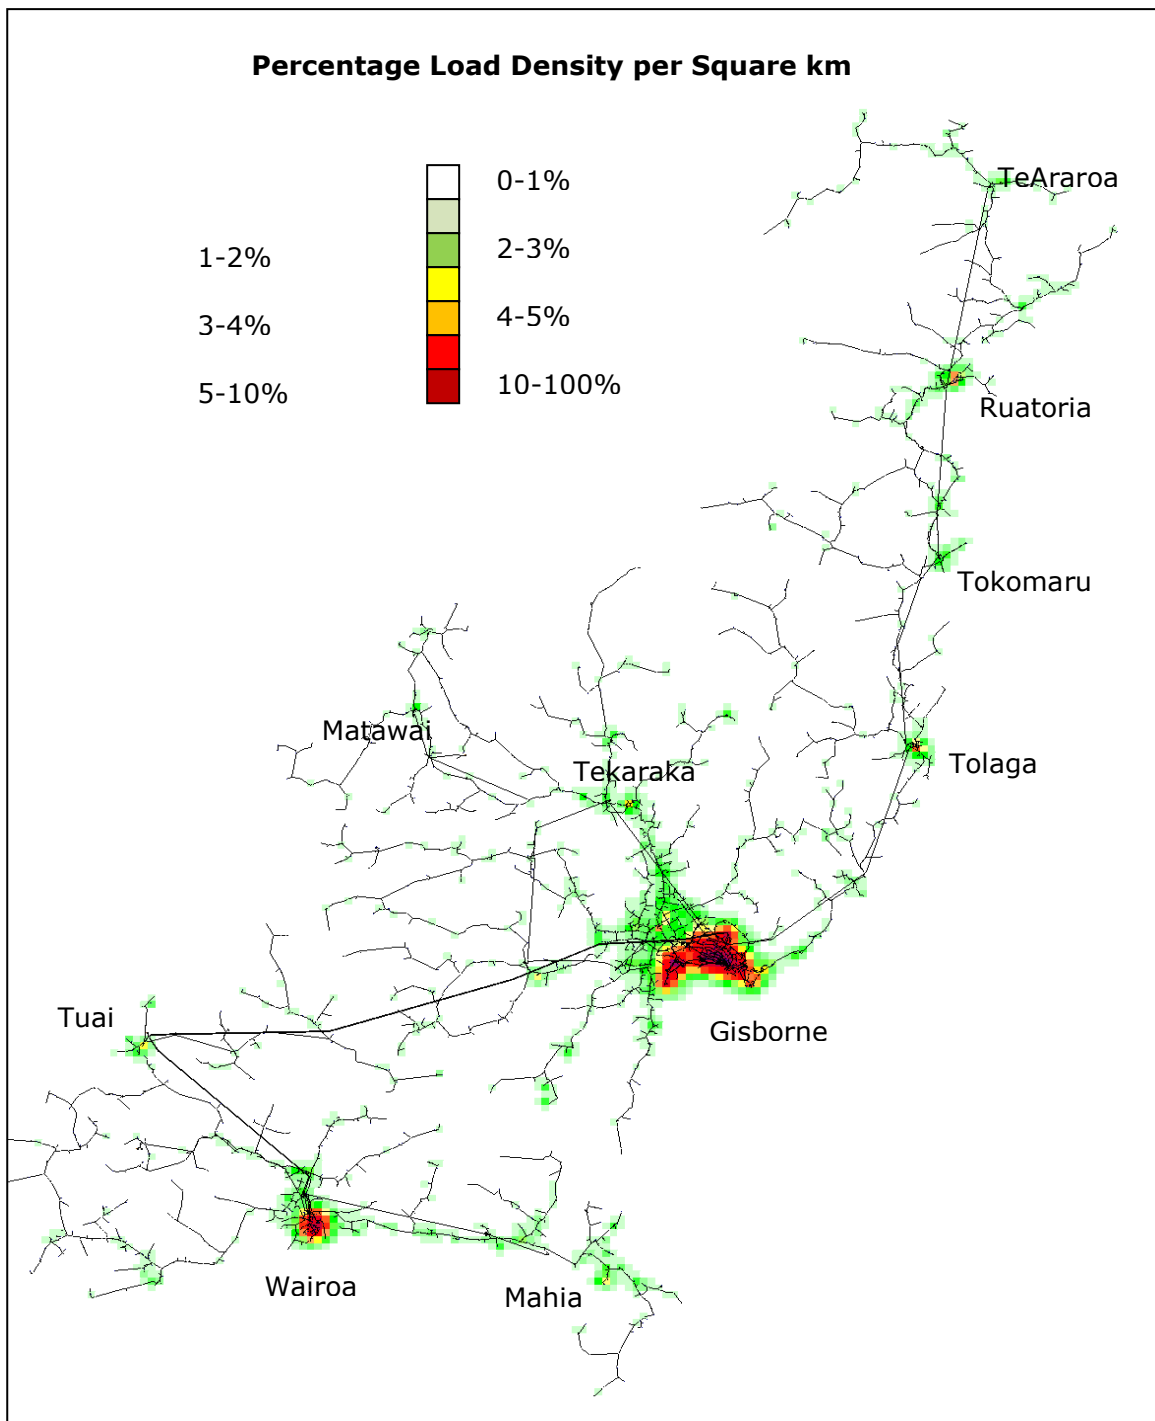 Percentage Load Density per Square km
0-1%
1-2%
2-3%
3-4%
4-5%
5-10%
10-100%
TeAraroa
Ruatoria
Tokomaru
Matawai
Tekaraka
Tolaga
Tuai
Gisborne
Wairoa
Mahia